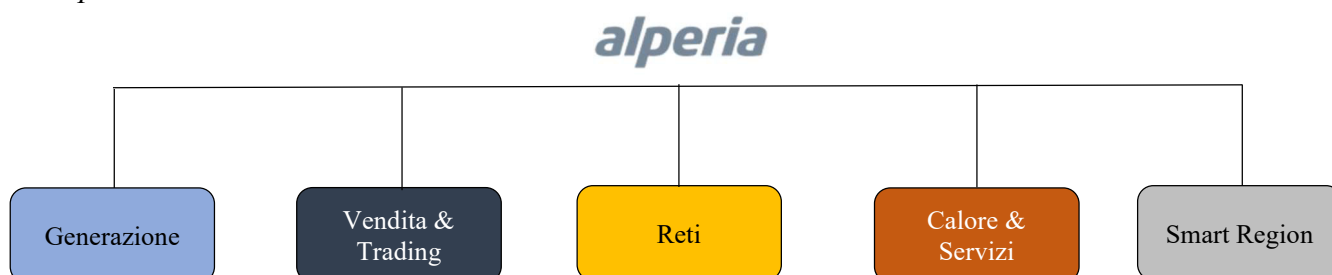 alperia
Generazione
Vendita &
Trading
Reti
Calore &
Servizi
Smart Region